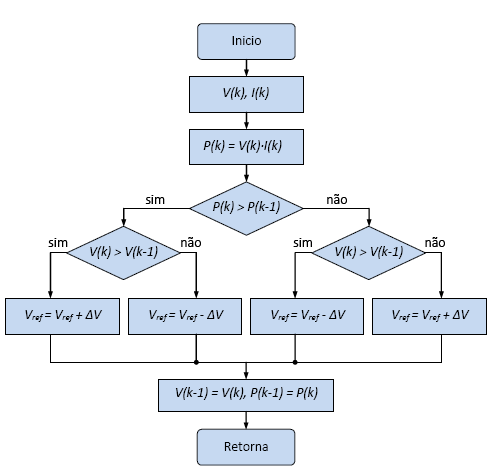 Inicio
V(k), I(k)
P(k) = V(k)·I(k)
P(k) > P(k-1)
sim
não
V(k) > V(k-1)
sim
não
V(k) > V(k-1)
sim
não
Vref = Vref + ΔV
Vref = Vref - ΔV
Vref = Vref - ΔV
Vref = Vref + ΔV
V(k-1) = V(k), P(k-1) = P(k)
Retorna